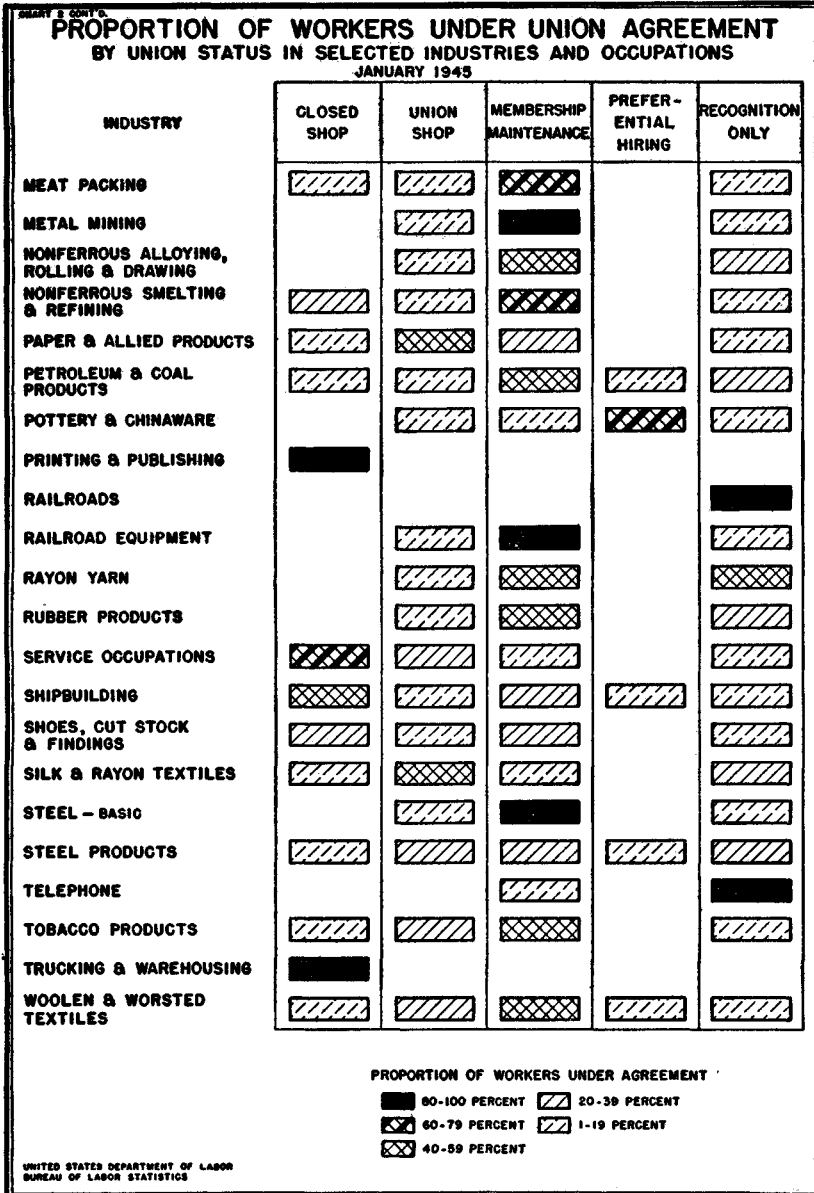 CHART 2 CONT'D.
PROPORTION OF WORKERS UNDER UNION AGREEMENT
BY UNION STATUS IN SELECTED INDUSTRIES AND OCCUPATIONS
JANUARY 1945
INDUSTRY
CLOSED
SHOP
UNION
SHOP
MEMBERSHIP
MAINTENANCE
PREFER-
ENTIAL
HIRING
RECOGNITION
ONLY
MEAT PACKING
METAL MINING
NONFERROUS ALLOYING,
ROLLING & DRAWING
NONFERROUS SMELTING
& REFINING
PAPER & ALLIED PRODUCTS
PETROLEUM & COAL
PRODUCTS
POTTERY & CHINAWARE
PRINTING & PUBLISHING
RAILROADS
RAILROAD EQUIPMENT
RAYON YARN
RUBBER PRODUCTS
SERVICE OCCUPATIONS
SHIPBUILDING
SHOES, CUT STOCK
& FINDINGS
SILK & RAYON TEXTILES
STEEL - BASIC
STEEL PRODUCTS
TELEPHONE
TOBACCO PRODUCTS
TRUCKING & WAREHOUSING
WOOLEN & WORSTED
TEXTILES
PROPORTION OF WORKERS UNDER AGREEMENT
80-100 PERCENT 20-39 PERCENT
60-79 PERCENT 1-19 PERCENT
40-59 PERCENT
UNITED STATES DEPARTMENT OF LABOR
BUREAU OF LABOR STATISTICS